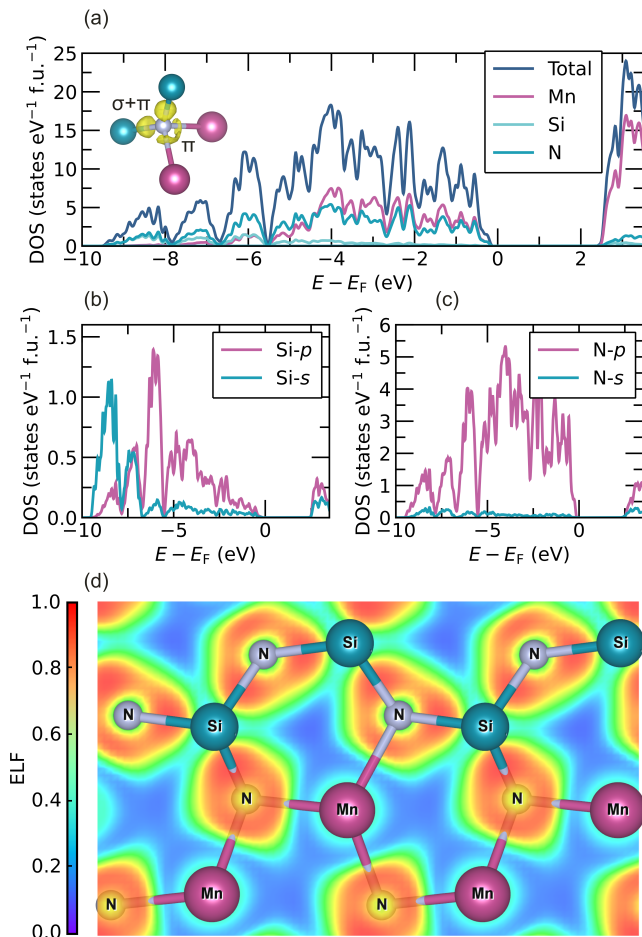 (a)
DOS (states eV⁻¹ f.u.⁻¹)
25
20
15
10
5
0
σ+π
π
Total
Mn
Si
N
−10 −8 −6 −4 −2 0 2
E − E_F (eV)
(b)
DOS (states eV⁻¹ f.u.⁻¹)
1.5
1.0
0.5
0.0
Si-p
Si-s
−10 −5 0
E − E_F (eV)
(c)
DOS (states eV⁻¹ f.u.⁻¹)
6
5
4
3
2
1
0
N-p
N-s
−10 −5 0
E − E_F (eV)
(d)
ELF
1.0
0.8
0.6
0.4
0.2
0.0
N Si N Si
N Si N Si
N Mn N Mn
N Mn N Mn